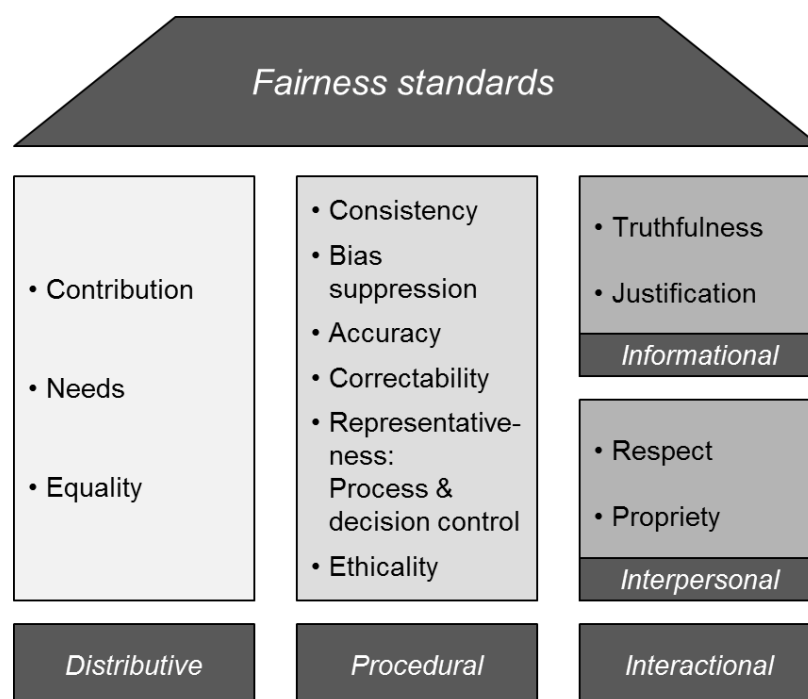 Fairness standards
• Contribution
• Needs
• Equality
Distributive
• Consistency
• Bias
suppression
• Accuracy
• Correctability
• Representative-
ness:
Process &
decision control
• Ethicality
Procedural
• Truthfulness
• Justification
Informational
• Respect
• Propriety
Interpersonal
Interactional